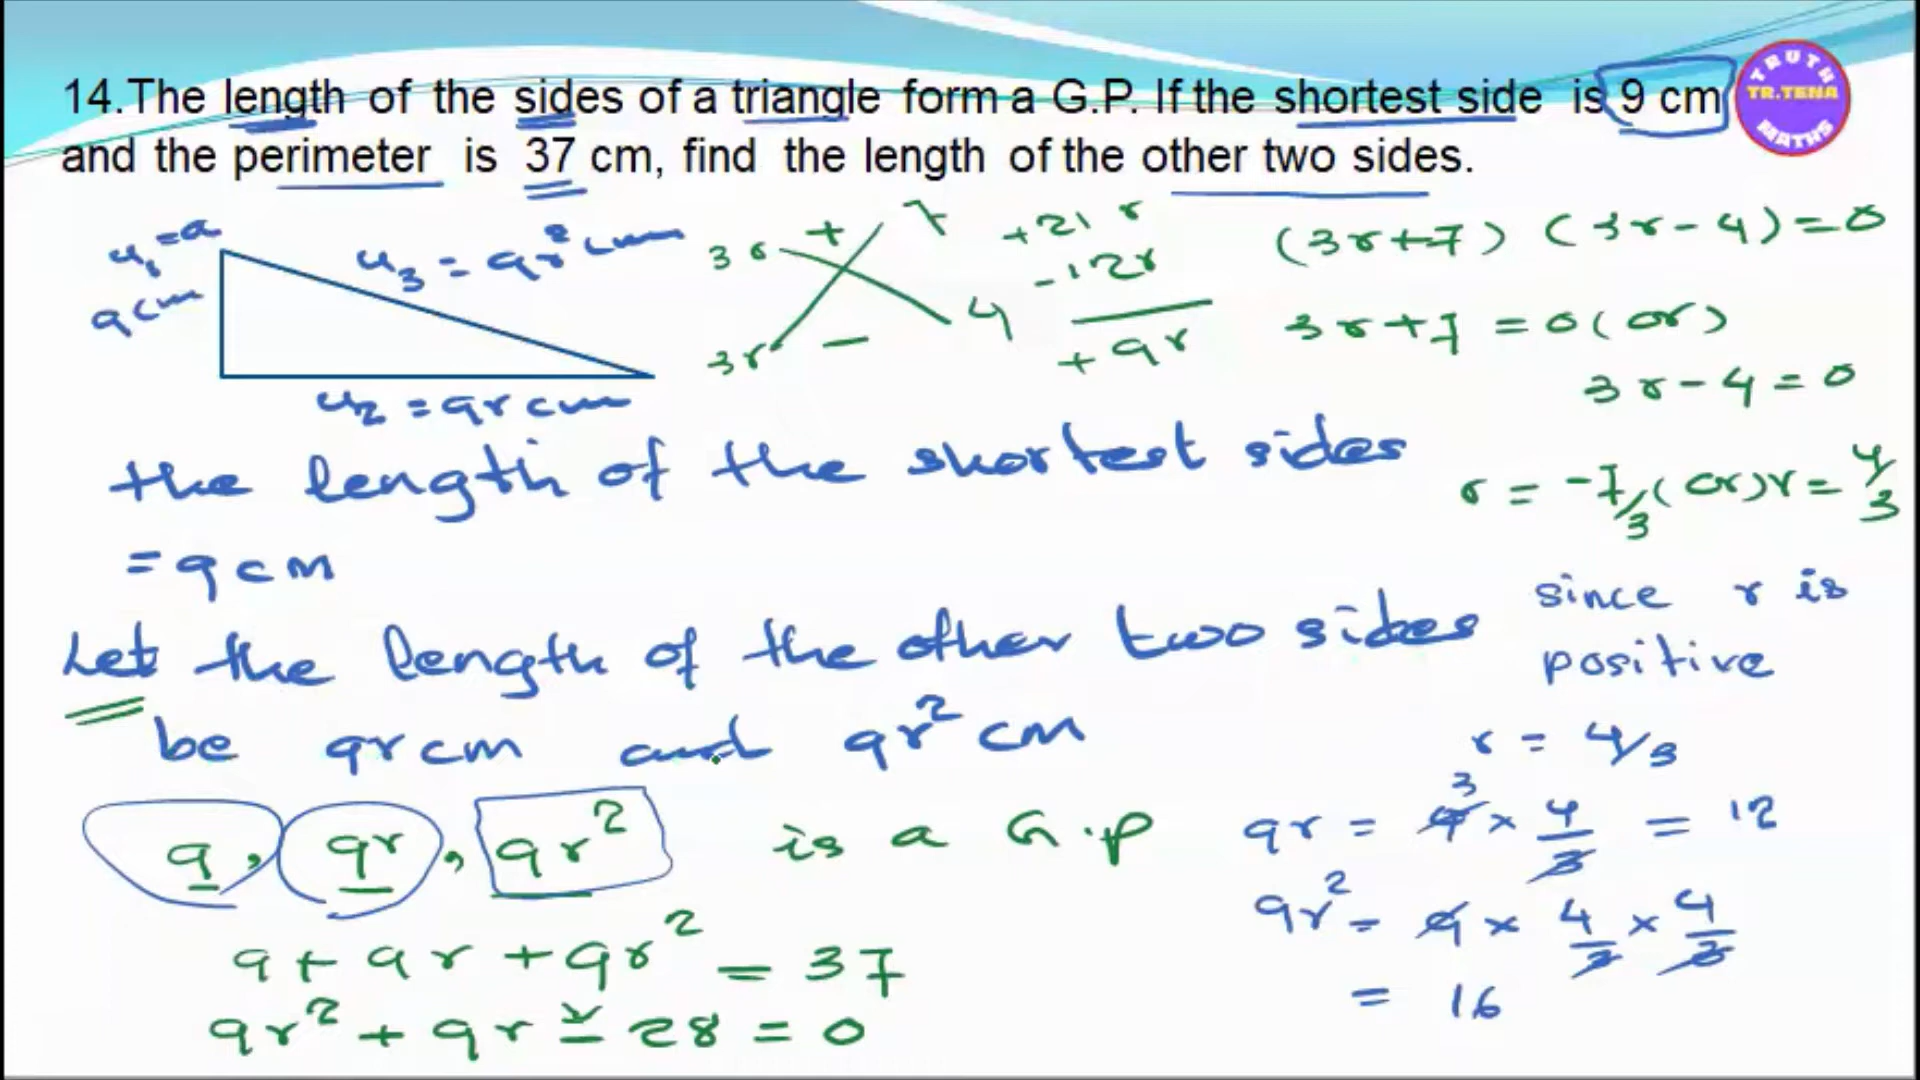 14.The length of the sides of a triangle form a G.P. If the shortest side is 9 cm
and the perimeter is 37 cm, find the length of the other two sides.
TRUTH
TR.TENA
MATHS
u₁ = a
9cm
u₃ = 9r² cm
u₂ = 9r cm
3r + 7
3r - 4
+21r
-12r
+9r
the length of the shortest sides
= 9cm
Let the length of the other two sides
be 9r cm and 9r² cm
9, 9r, 9r² is a G.P
9 + 9r + 9r² = 37
9r² + 9r - 28 = 0
(3r+7) (3r-4) = 0
3r+7 = 0 (or)
3r-4 = 0
r = -7/3 (or) r = 4/3
since r is
positive
r = 4/3
3
9r = 9 × 4/3 = 12
9r² = 9 × 4/3 × 4/3
= 16